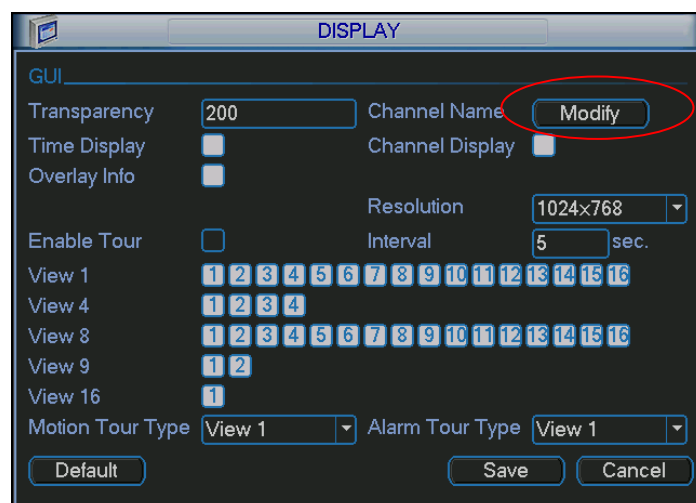 DISPLAY
GUI
Transparency 200 Channel Name Modify
Time Display Channel Display
Overlay Info
Resolution 1024x768
Enable Tour Interval 5 sec.
View 1 1 2 3 4 5 6 7 8 9 10 11 12 13 14 15 16
View 4 1 2 3 4
View 8 1 2 3 4 5 6 7 8 9 10 11 12 13 14 15 16
View 9 1 2
View 16 1
Motion Tour Type View 1 Alarm Tour Type View 1
Default Save Cancel